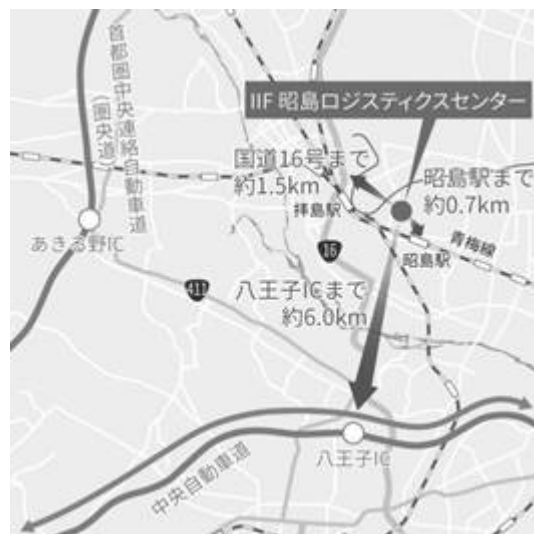 首都圏中央連絡自動車道
(圏央道)
IIF 昭島ロジスティクスセンター
国道16号まで
約1.5km
昭島駅まで
約0.7km
拝島駅
あきる野IC
16
青梅線
昭島駅
411
八王子ICまで
約6.0km
八王子IC
中央自動車道